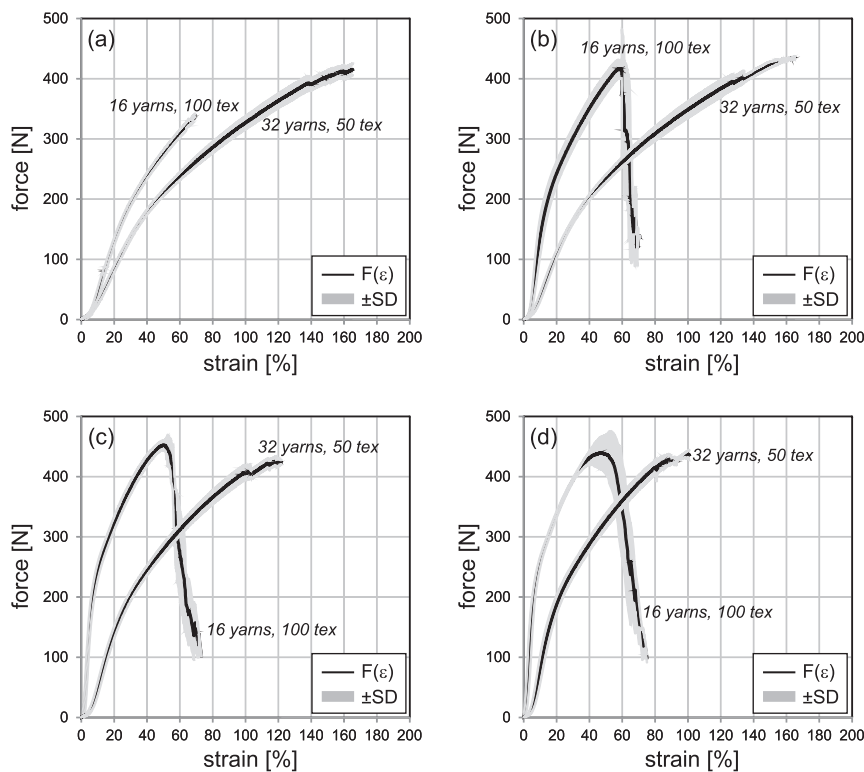 (a)
16 yarns, 100 tex
32 yarns, 50 tex
force [N]
500
400
300
200
100
0
F(ε)
±SD
0 20 40 60 80 100 120 140 160 180 200
strain [%]
(b)
16 yarns, 100 tex
32 yarns, 50 tex
force [N]
500
400
300
200
100
0
F(ε)
±SD
0 20 40 60 80 100 120 140 160 180 200
strain [%]
(c)
32 yarns, 50 tex
16 yarns, 100 tex
force [N]
500
400
300
200
100
0
F(ε)
±SD
0 20 40 60 80 100 120 140 160 180 200
strain [%]
(d)
32 yarns, 50 tex
16 yarns, 100 tex
force [N]
500
400
300
200
100
0
F(ε)
±SD
0 20 40 60 80 100 120 140 160 180 200
strain [%]